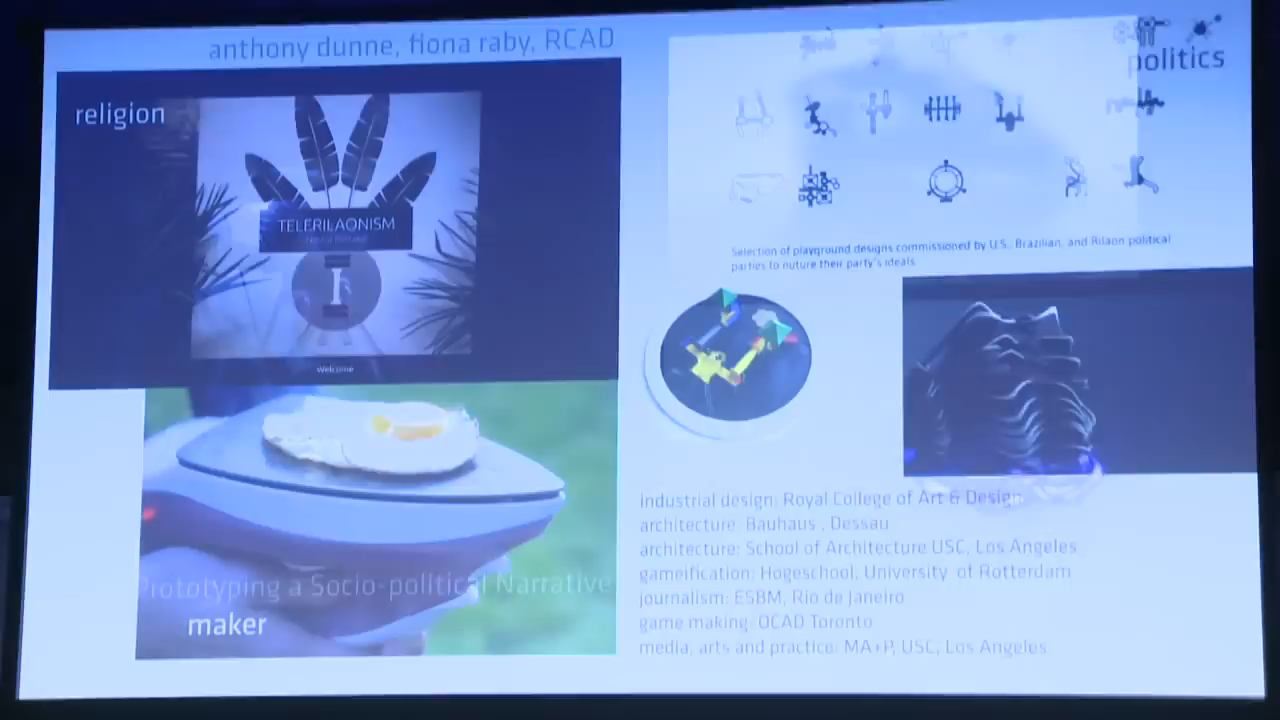 anthony dunne, fiona raby, RCAD
religion
TELERILAONISM
Welcome
Prototyping a Socio-political Narrative
maker
politics
Selection of playground designs commissioned by U.S., Brazilian, and Rilaon political
parties to outure their party's ideals.
industrial design: Royal College of Art & Design
architecture: Bauhaus , Dessau
architecture: School of Architecture USC, Los Angeles
gameification: Hogeschool, University of Rotterdam
journalism: ESBM, Rio de Janeiro
game making: OCAD Toronto
media, arts and practice: MA+P, USC, Los Angeles